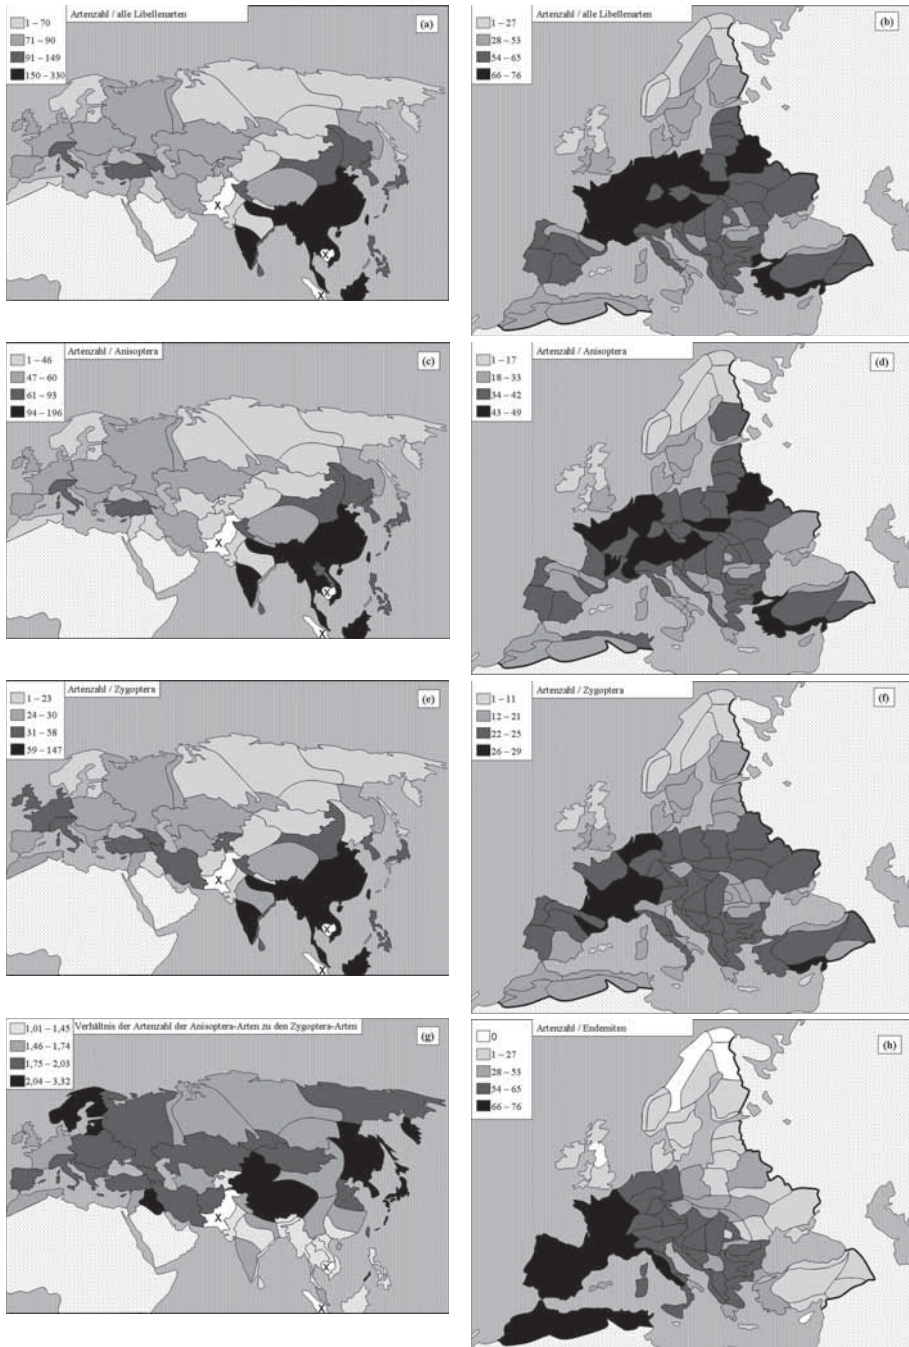 Artenzahl / alle Libellenarten
(a)
1 – 70
71 – 90
91 – 149
150 – 330
X
X
X
Artenzahl / alle Libellenarten
(b)
1 – 27
28 – 53
54 – 65
66 – 76
Artenzahl / Anisoptera
(c)
1 – 46
47 – 60
61 – 93
94 – 196
X
X
X
Artenzahl / Anisoptera
(d)
1 – 17
18 – 33
34 – 42
43 – 49
Artenzahl / Zygoptera
(e)
1 – 23
24 – 30
31 – 58
59 – 147
X
X
X
Artenzahl / Zygoptera
(f)
1 – 11
12 – 21
22 – 25
26 – 29
Verhältnis der Artenzahl der Anisoptera-Arten zu den Zygoptera-Arten
(g)
1,01 – 1,45
1,46 – 1,74
1,75 – 2,03
2,04 – 3,32
X
X
X
Artenzahl / Endemiten
(h)
0
1 – 27
28 – 53
54 – 65
66 – 76